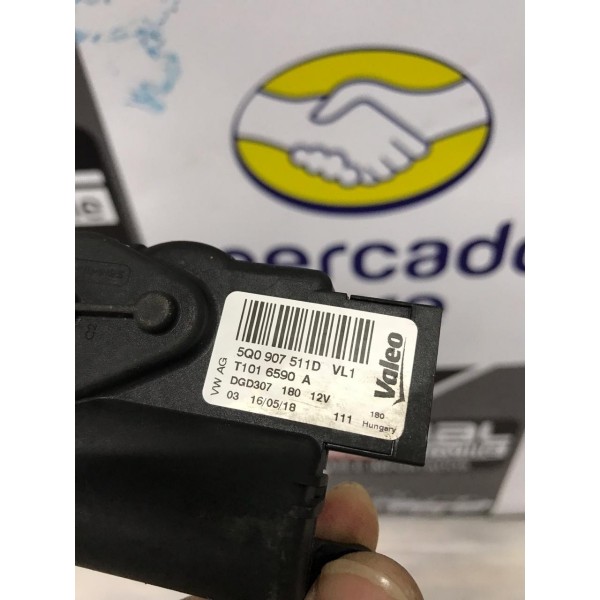 mercado
5Q0 907 511D VL1
T101 6590 A
DGD307 180 12V
03 16/05/18 111
VW AG
Valeo
180
Hungary